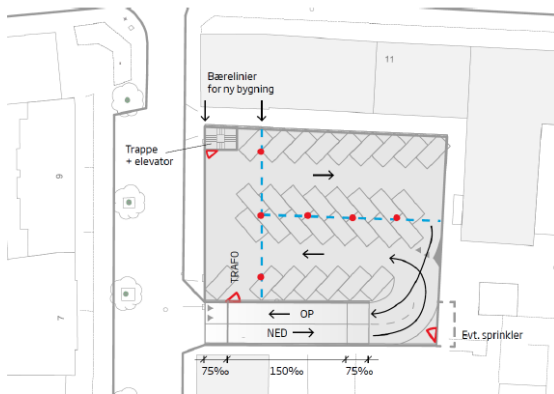 Bærelinier
for ny bygning
11
Trappe
+ elevator
9
TRAFO
OP
NED
7
Evt. sprinkler
75‰
150‰
75‰